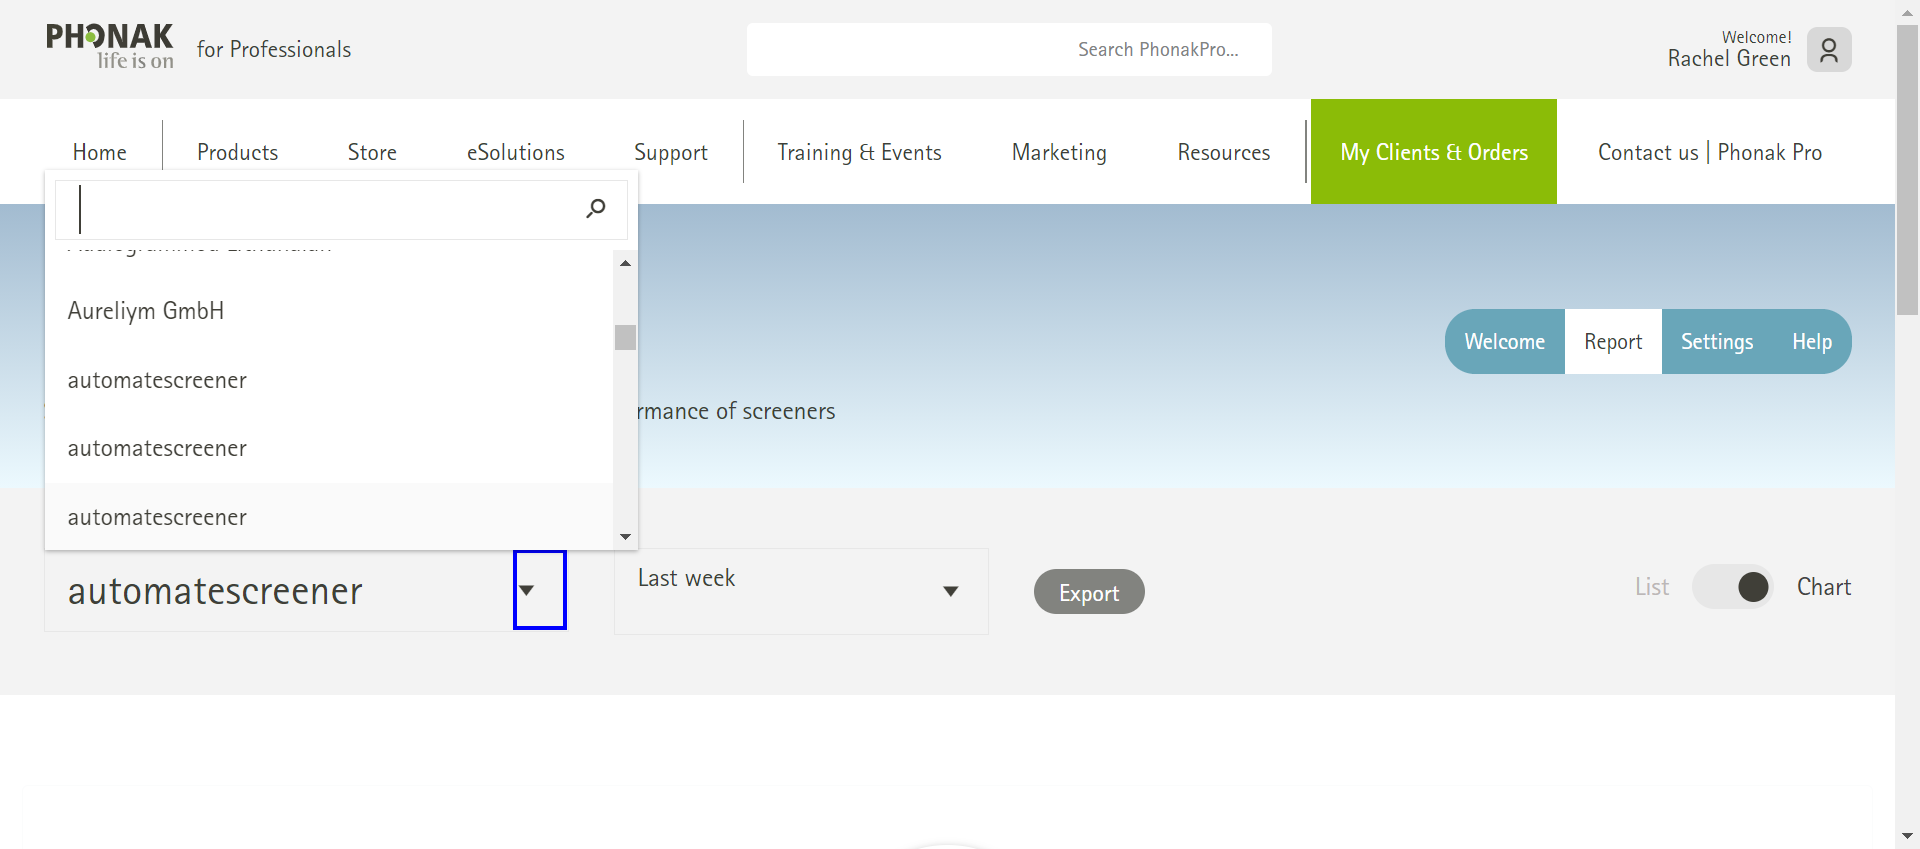 PHONAK
life is on
for Professionals
Search PhonakPro...
Welcome!
Rachel Green
Home
Products
Store
eSolutions
Support
Training & Events
Marketing
Resources
My Clients & Orders
Contact us | Phonak Pro
Aureliym GmbH
automatescreener
automatescreener
automatescreener
Welcome
Report
Settings
Help
rmance of screeners
automatescreener
Last week
Export
List
Chart